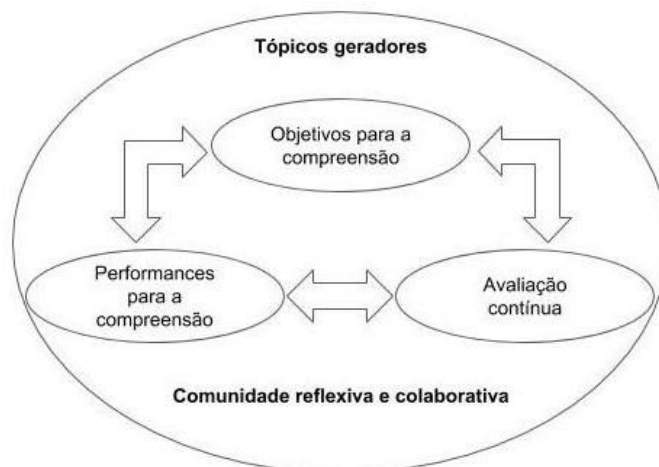 Tópicos geradores
Objetivos para a
compreensão
Performances
para a
compreensão
Avaliação
contínua
Comunidade reflexiva e colaborativa